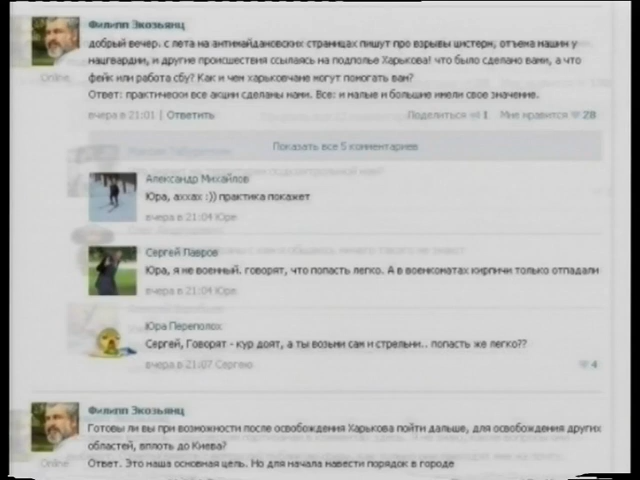 Филипп Экозьянц
добрый вечер. с лета на антимайдановских страницах пишут про взрывы цистерн, отъема машин у
нацгвардии, и другие происшествия ссылаясь на подполье Харькова! что было сделано вами, а что
фейк или работа сбу? Как и чем харьковчане могут помогать вам?
Ответ: практически все акции сделаны нами. Все: и малые и большие имели свое значение.
Online
вчера в 21:01 | Ответить Поделиться 1 Мне нравится 28
Показать все 5 комментариев
Александр Михайлов
Юра, аххах :)) практика покажет
вчера в 21:04 Юре
Сергей Павров
Юра, я не военный. говорят, что попасть легко. А в военкоматах кирпичи только отпадали
вчера в 21:04 Юре
Юра Переполох
Сергей, Говорят - кур доят, а ты возьми сам и стрельни.. попасть же легко??
вчера в 21:07 Сергею 4
Филипп Экозьянц
Готовы ли вы при возможности после освобождения Харькова пойти дальше, для освобождения других
областей, вплоть до Киева?
Online
Ответ. Это наша основная цель. Но для начала навести порядок в городе